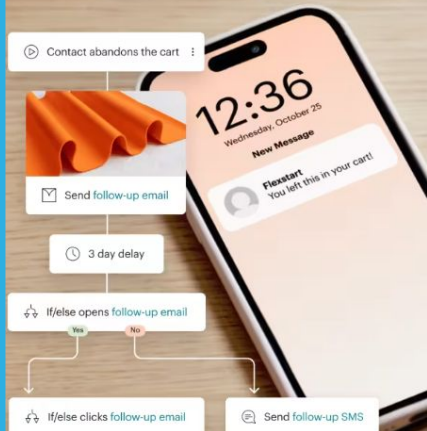 Contact abandons the cart
12:36
Wednesday, October 25
New Message
Flexstart
You left this in your cart!
Send follow-up email
3 day delay
If/else opens follow-up email
Yes
No
If/else clicks follow-up email
Send follow-up SMS